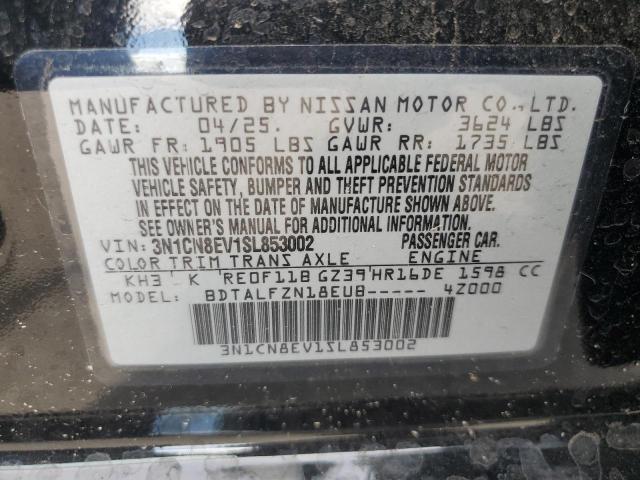 MANUFACTURED BY NISSAN MOTOR CO.,LTD.
DATE: 04/25. GVWR: 3624 LBS
GAWR FR: 1905 LBS GAWR RR: 1735 LBS
THIS VEHICLE CONFORMS TO ALL APPLICABLE FEDERAL MOTOR
VEHICLE SAFETY, BUMPER AND THEFT PREVENTION STANDARDS
IN EFFECT ON THE DATE OF MANUFACTURE SHOWN ABOVE.
SEE OWNER'S MANUAL FOR ADDITIONAL INFORMATION
VIN: 3N1CN8EV1SL853002 PASSENGER CAR.
COLOR TRIM TRANS AXLE ENGINE
KH3 K RE0F11B GZ39 HR16DE 1598 CC
MODEL: BDTALFZN18EUB----- 4Z000
3N1CN8EV1SL853002